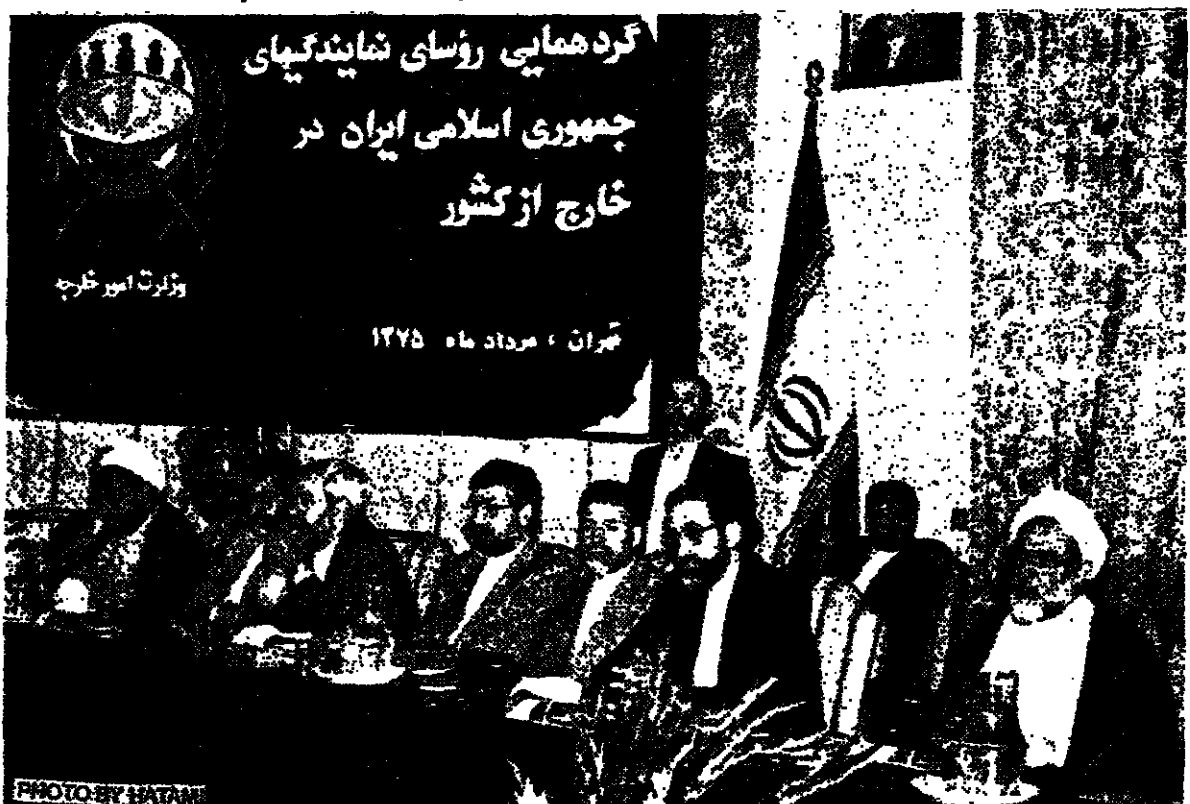 گردهمایی رؤسای نمایندگیهای
جمهوری اسلامی ایران در
خارج از کشور
وزارت امور خارجه
تهران ، مرداد ماه ۱۳۷۵
PHOTO BY HATAMI